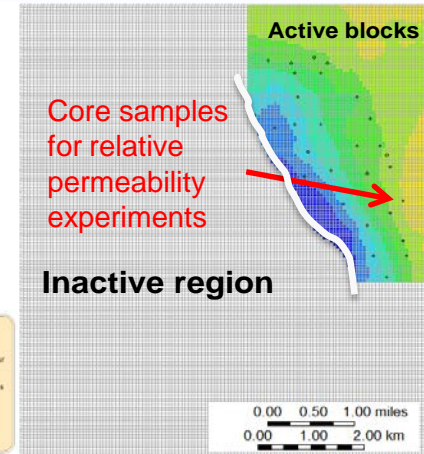 Active blocks
Core samples
for relative
permeability
experiments
Inactive region
0.00 0.50 1.00 miles
0.00 1.00 2.00 km